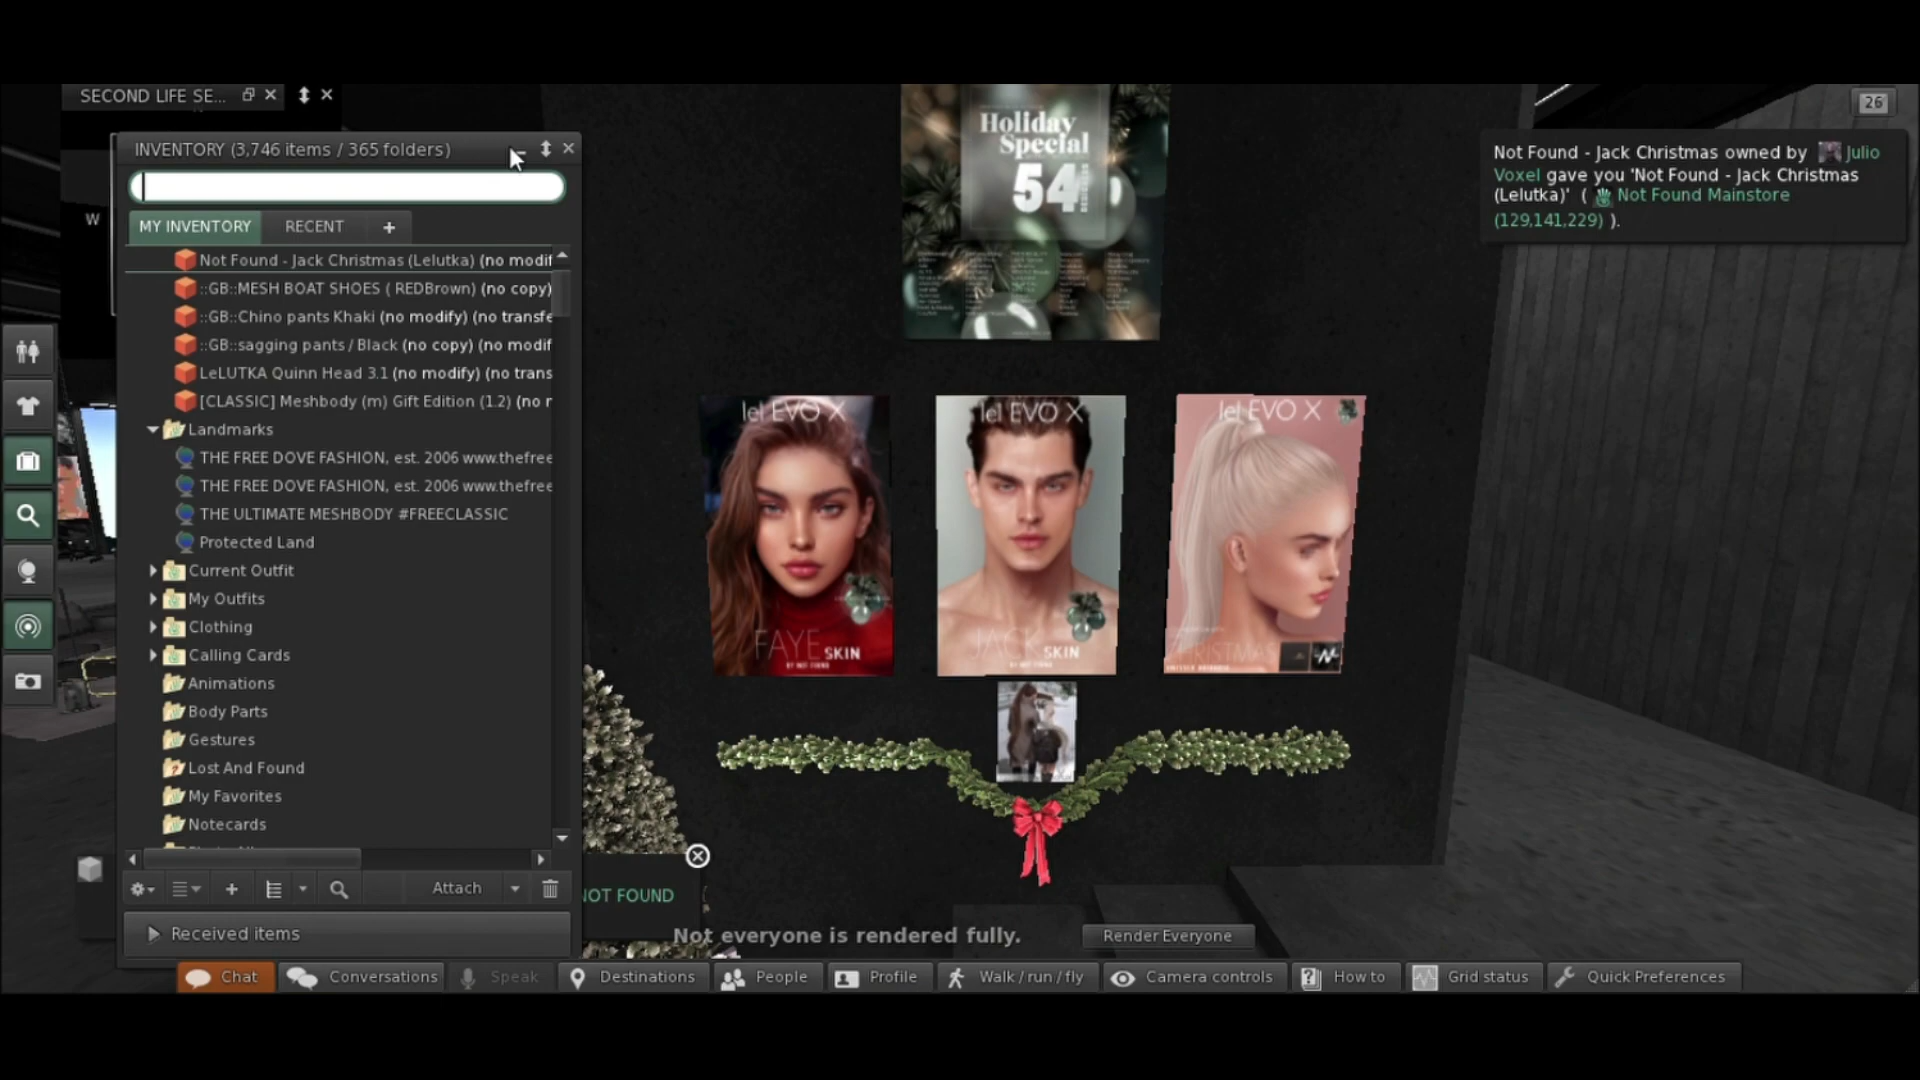 SECOND LIFE SE...
INVENTORY (3,746 items / 365 folders)
MY INVENTORY
RECENT
+
Not Found - Jack Christmas (Lelutka) (no modif
::GB::MESH BOAT SHOES ( REDBrown) (no copy)
::GB::Chino pants Khaki (no modify) (no transfe
::GB::sagging pants / Black (no copy) (no modif
LeLUTKA Quinn Head 3.1 (no modify) (no trans
[CLASSIC] Meshbody (m) Gift Edition (1.2) (no r
Landmarks
THE FREE DOVE FASHION, est. 2006 www.thefree
THE FREE DOVE FASHION, est. 2006 www.thefree
THE ULTIMATE MESHBODY #FREECLASSIC
Protected Land
Current Outfit
My Outfits
Clothing
Calling Cards
Animations
Body Parts
Gestures
Lost And Found
My Favorites
Notecards
Attach
Received items
W
Holiday
Special
54
lel EVO X
FAYE SKIN
BY NOT FOUND
lel EVO X
JACK SKIN
BY NOT FOUND
lel EVO X
CHRISTMAS
26
Not Found - Jack Christmas owned by Julio
Voxel gave you 'Not Found - Jack Christmas
(Lelutka)' ( Not Found Mainstore
(129,141,229) ).
NOT FOUND
Not everyone is rendered fully.
Render Everyone
Chat
Conversations
Speak
Destinations
People
Profile
Walk / run / fly
Camera controls
How to
Grid status
Quick Preferences